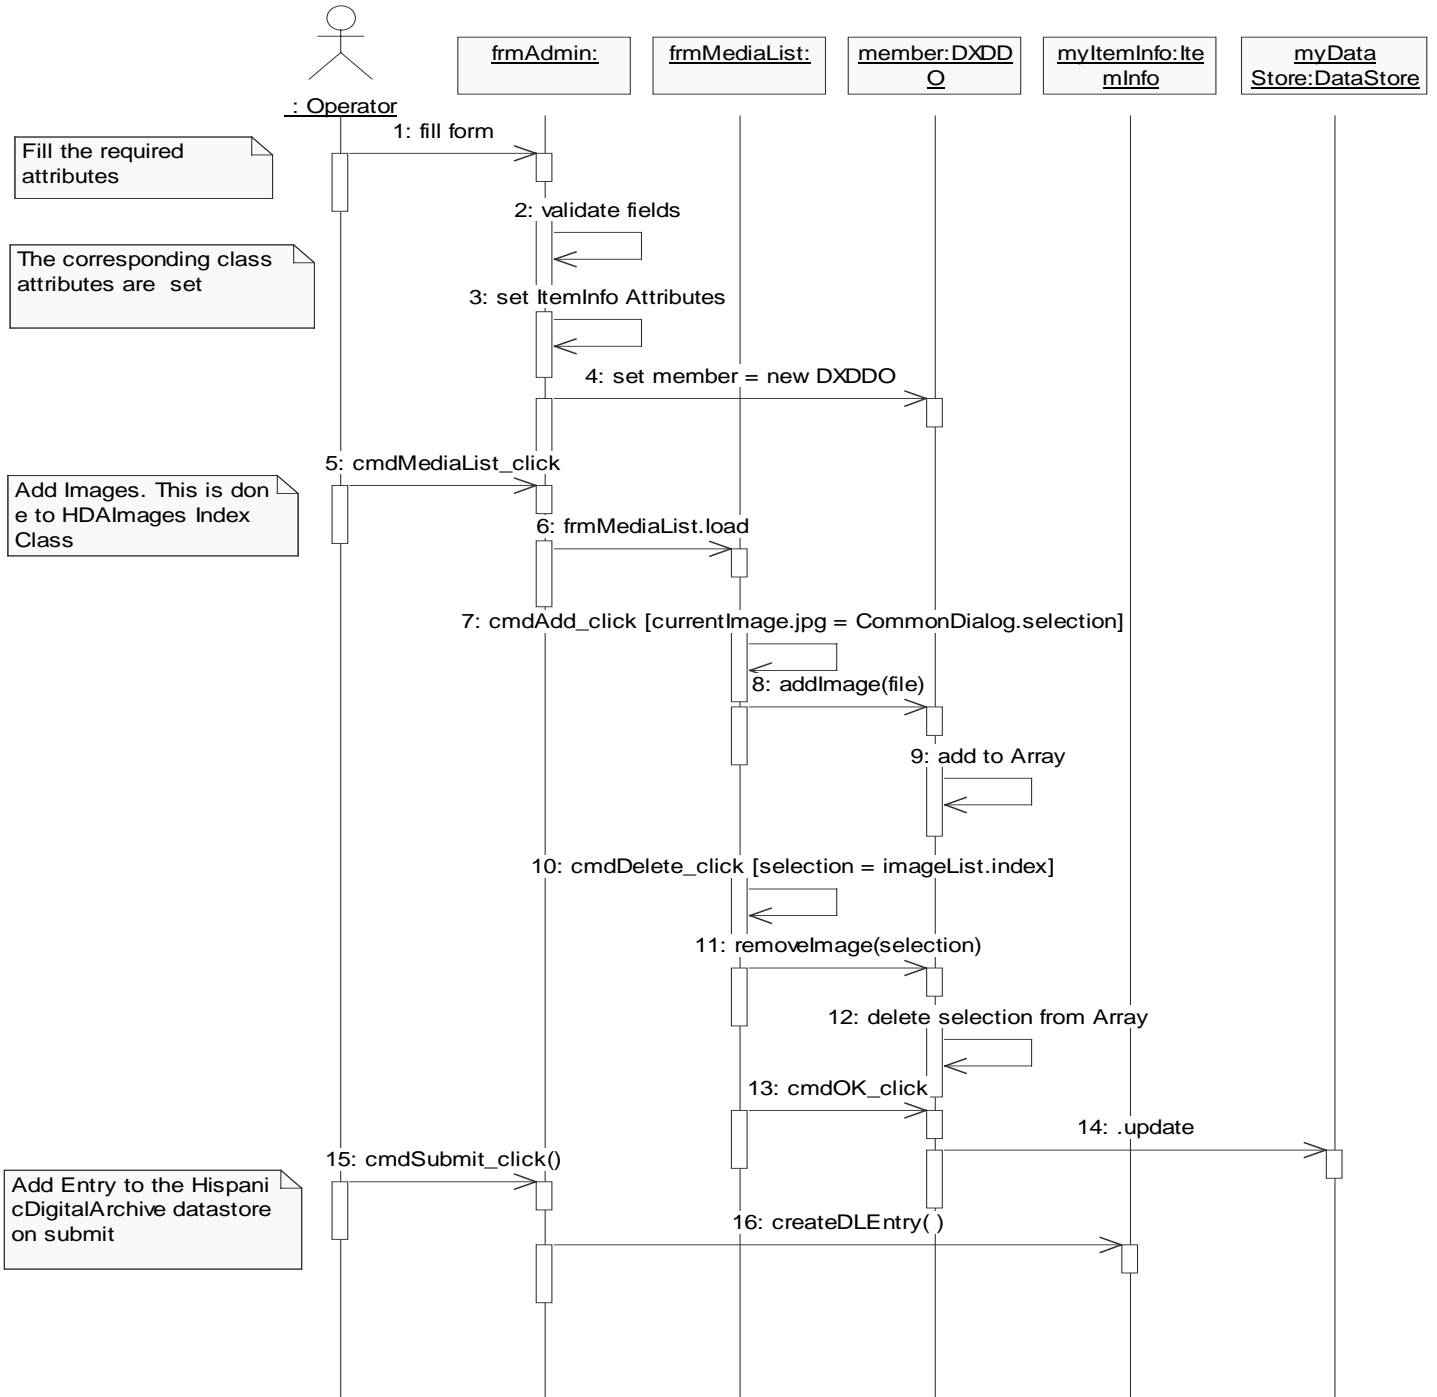 frmAdmin:
frmMediaList:
member:DXDD
O
myItemInfo:Ite
mInfo
myData
Store:DataStore
: Operator
1: fill form
Fill the required
attributes
2: validate fields
The corresponding class
attributes are set
3: set ItemInfo Attributes
4: set member = new DXDDO
5: cmdMediaList_click
Add Images. This is don
e to HDAImages Index
Class
6: frmMediaList.load
7: cmdAdd_click [currentImage.jpg = CommonDialog.selection]
8: addImage(file)
9: add to Array
10: cmdDelete_click [selection = imageList.index]
11: removeImage(selection)
12: delete selection from Array
13: cmdOK_click
14: .update
15: cmdSubmit_click()
Add Entry to the Hispani
cDigitalArchive datastore
on submit
16: createDLEntry( )